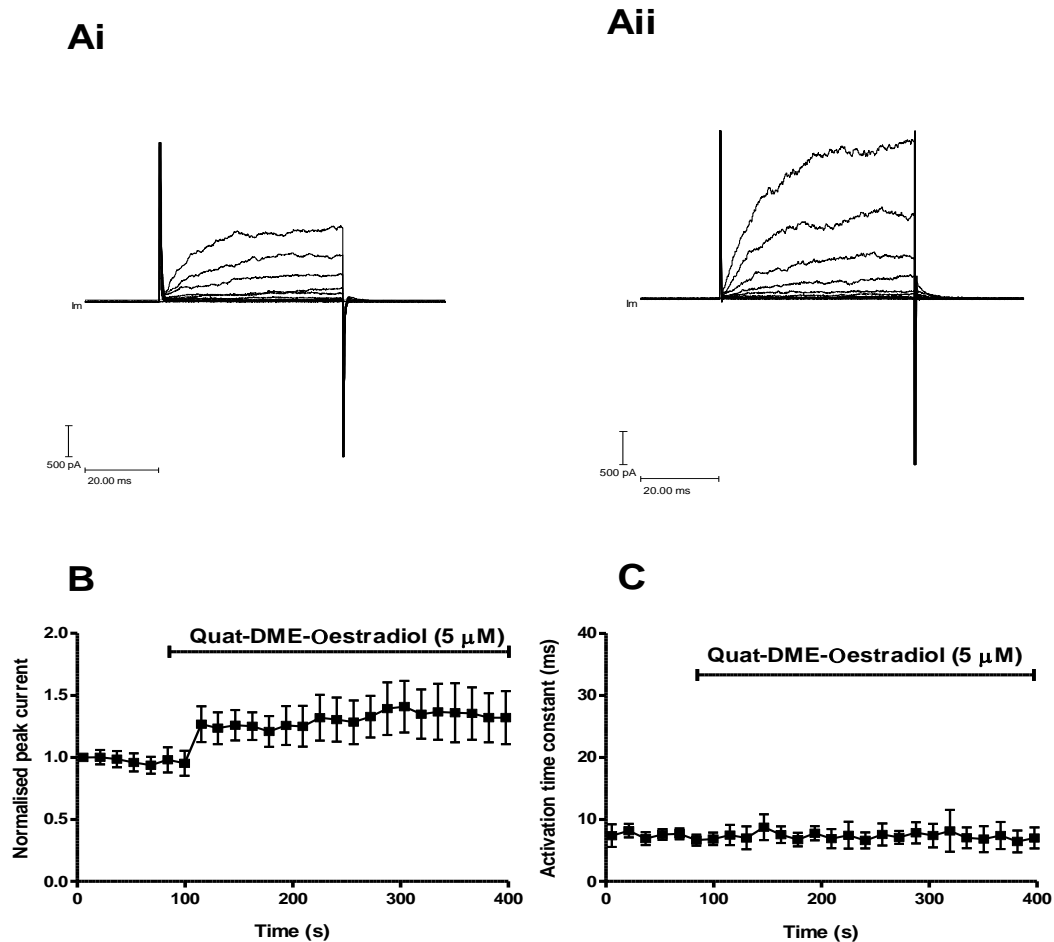 Ai
Aii
Im
500 pA
20.00 ms
Im
500 pA
20.00 ms
B
Quat-DME-Oestradiol (5 μM)
Normalised peak current
2.0
1.5
1.0
0.5
0.0
0 100 200 300 400
Time (s)
C
Quat-DME-Oestradiol (5 μM)
Activation time constant (ms)
40
30
20
10
0
0 100 200 300 400
Time (s)